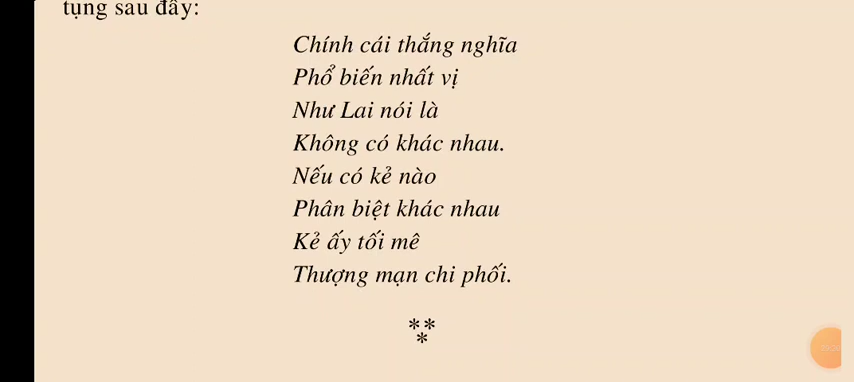 tụng sau đây:
Chính cái thắng nghĩa
Phổ biến nhất vị
Như Lai nói là
Không có khác nhau.
Nếu có kẻ nào
Phân biệt khác nhau
Kẻ ấy tối mê
Thượng mạn chi phối.
**
*